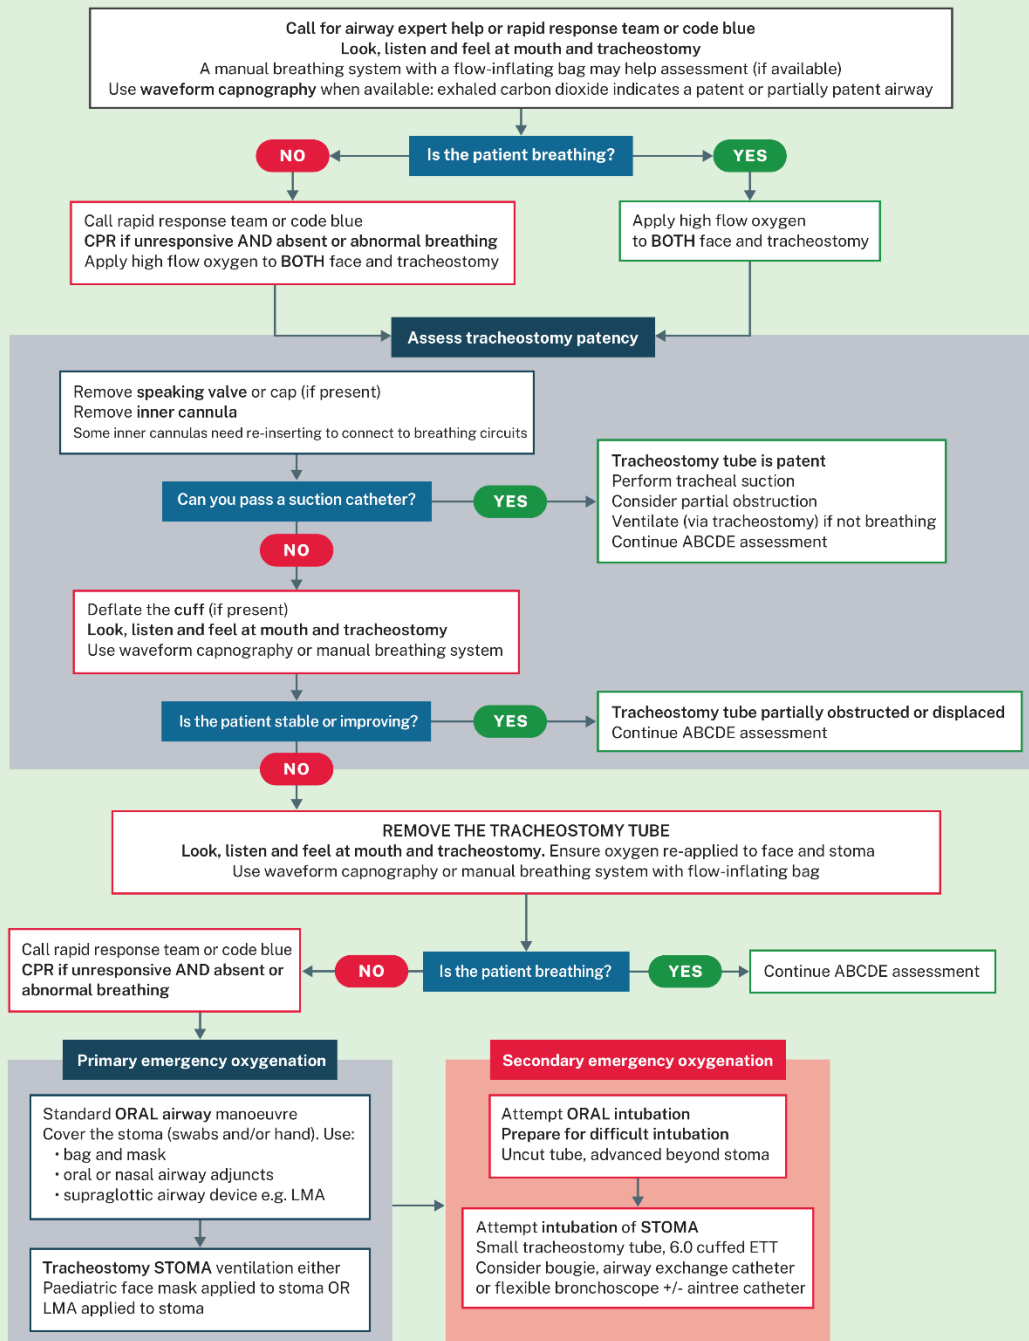 Call for airway expert help or rapid response team or code blue
Look, listen and feel at mouth and tracheostomy
A manual breathing system with a flow-inflating bag may help assessment (if available)
Use waveform capnography when available: exhaled carbon dioxide indicates a patent or partially patent airway
NO
Is the patient breathing?
YES
Call rapid response team or code blue
CPR if unresponsive AND absent or abnormal breathing
Apply high flow oxygen to BOTH face and tracheostomy
Apply high flow oxygen
to BOTH face and tracheostomy
Assess tracheostomy patency
Remove speaking valve or cap (if present)
Remove inner cannula
Some inner cannulas need re-inserting to connect to breathing circuits
Can you pass a suction catheter?
YES
Tracheostomy tube is patent
Perform tracheal suction
Consider partial obstruction
Ventilate (via tracheostomy) if not breathing
Continue ABCDE assessment
NO
Deflate the cuff (if present)
Look, listen and feel at mouth and tracheostomy
Use waveform capnography or manual breathing system
Is the patient stable or improving?
YES
Tracheostomy tube partially obstructed or displaced
Continue ABCDE assessment
NO
REMOVE THE TRACHEOSTOMY TUBE
Look, listen and feel at mouth and tracheostomy. Ensure oxygen re-applied to face and stoma
Use waveform capnography or manual breathing system with flow-inflating bag
Call rapid response team or code blue
CPR if unresponsive AND absent or
abnormal breathing
NO
Is the patient breathing?
YES
Continue ABCDE assessment
Primary emergency oxygenation
Standard ORAL airway manoeuvre
Cover the stoma (swabs and/or hand). Use:
• bag and mask
• oral or nasal airway adjuncts
• supraglottic airway device e.g. LMA
Tracheostomy STOMA ventilation either
Paediatric face mask applied to stoma OR
LMA applied to stoma
Secondary emergency oxygenation
Attempt ORAL intubation
Prepare for difficult intubation
Uncut tube, advanced beyond stoma
Attempt intubation of STOMA
Small tracheostomy tube, 6.0 cuffed ETT
Consider bougie, airway exchange catheter
or flexible bronchoscope +/- aintree catheter